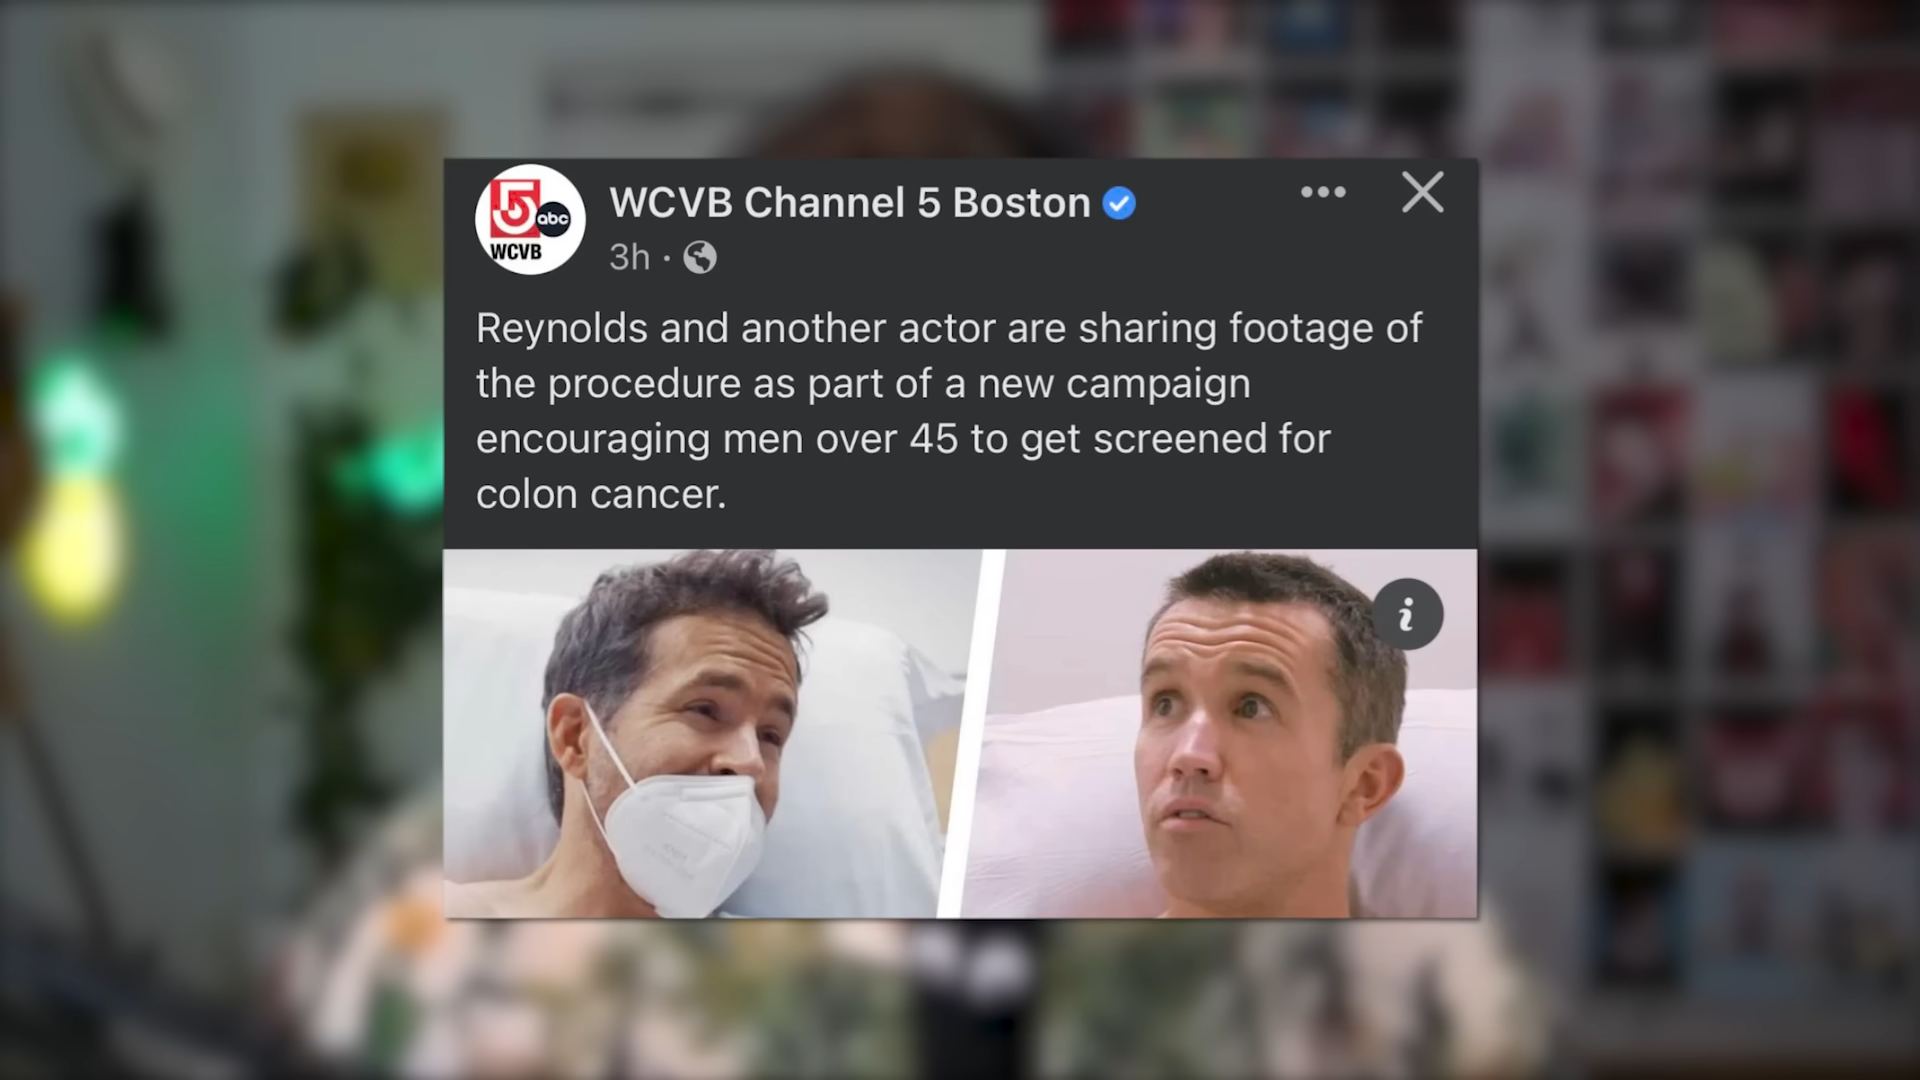 5
abc
WCVB
WCVB Channel 5 Boston
3h ·
Reynolds and another actor are sharing footage of
the procedure as part of a new campaign
encouraging men over 45 to get screened for
colon cancer.
i